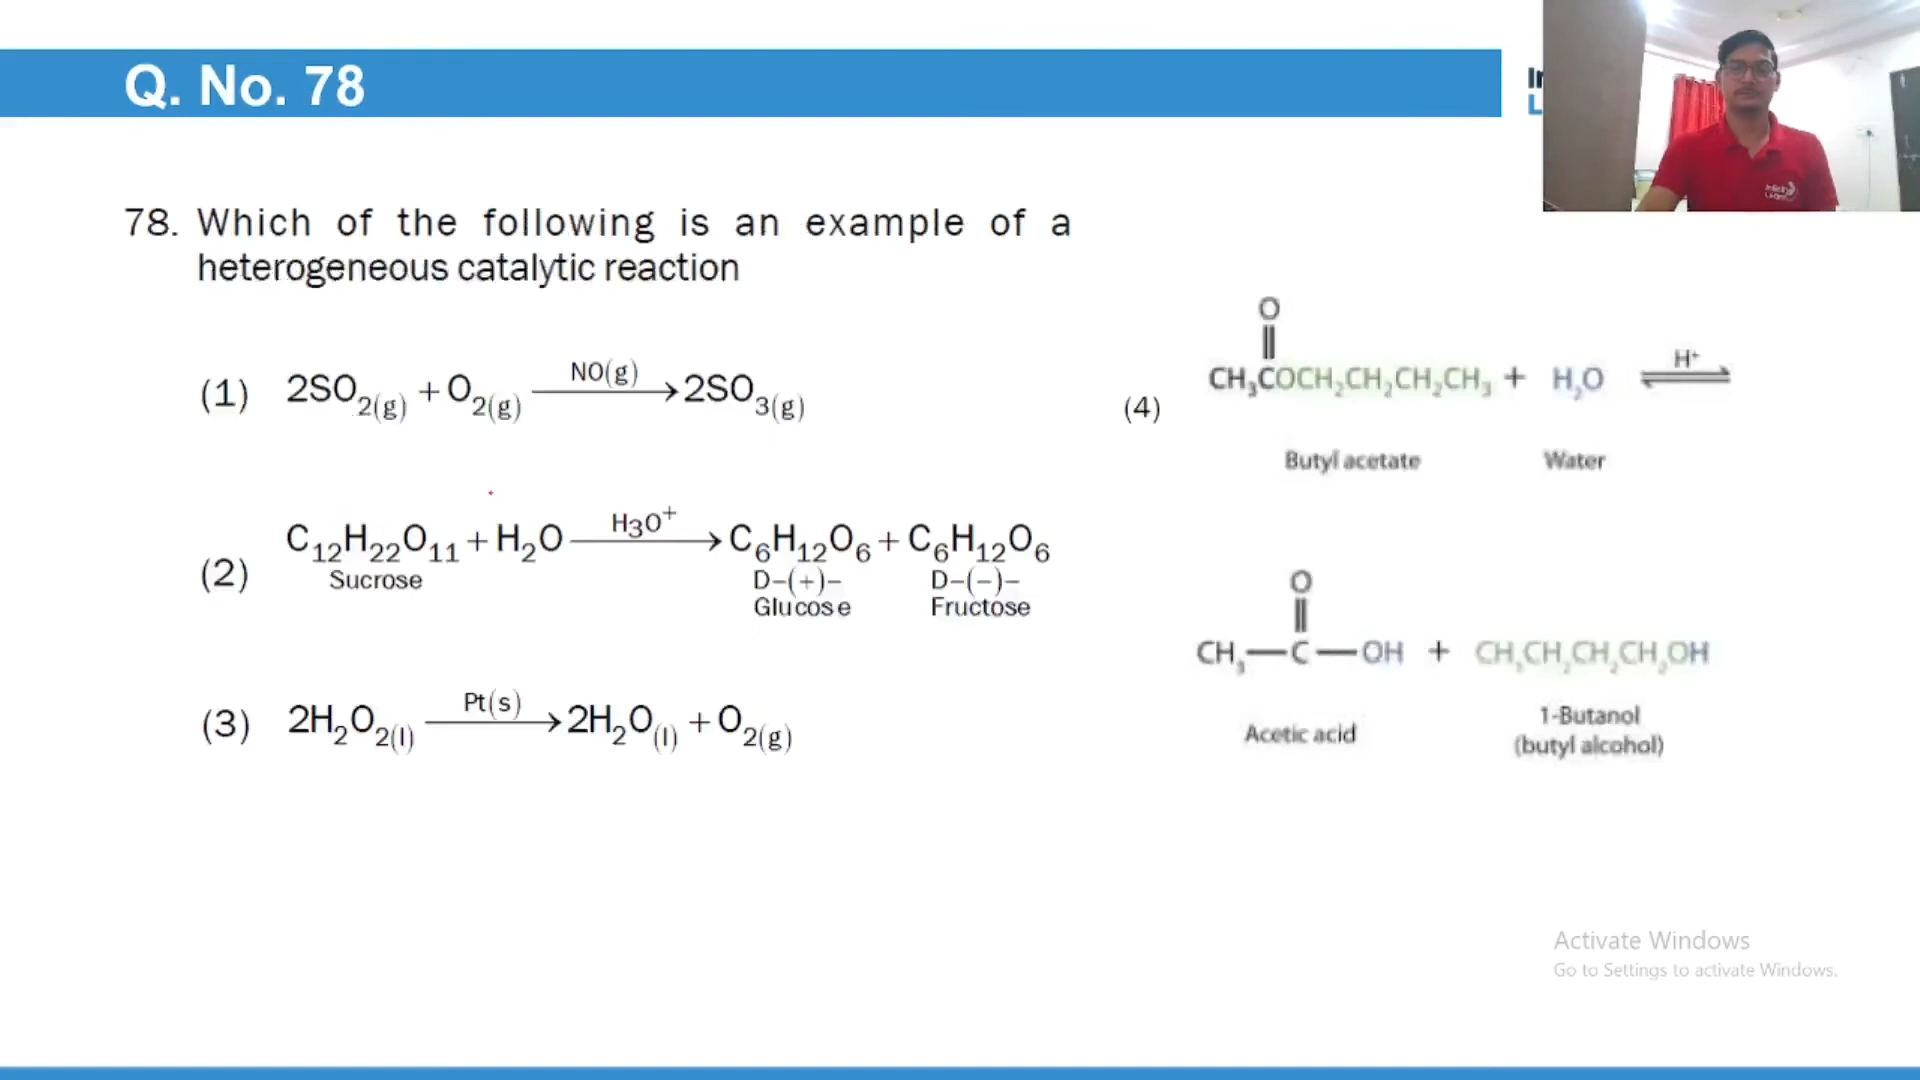 Q. No. 78
78. Which of the following is an example of a
heterogeneous catalytic reaction
(1) 2SO₂(g) + O₂(g) —NO(g)→ 2SO₃(g)
(2) C₁₂H₂₂O₁₁ + H₂O —H₃O⁺→ C₆H₁₂O₆ + C₆H₁₂O₆
Sucrose D-(+)- D-(-)-
Glucose Fructose
(3) 2H₂O₂(l) —Pt(s)→ 2H₂O(l) + O₂(g)
O
(4) CH₃COCH₂CH₂CH₂CH₃ + H₂O ⇌ H⁺
Butyl acetate Water
O
CH₃—C—OH + CH₃CH₂CH₂CH₂OH
Acetic acid 1-Butanol
(butyl alcohol)
Activate Windows
Go to Settings to activate Windows.